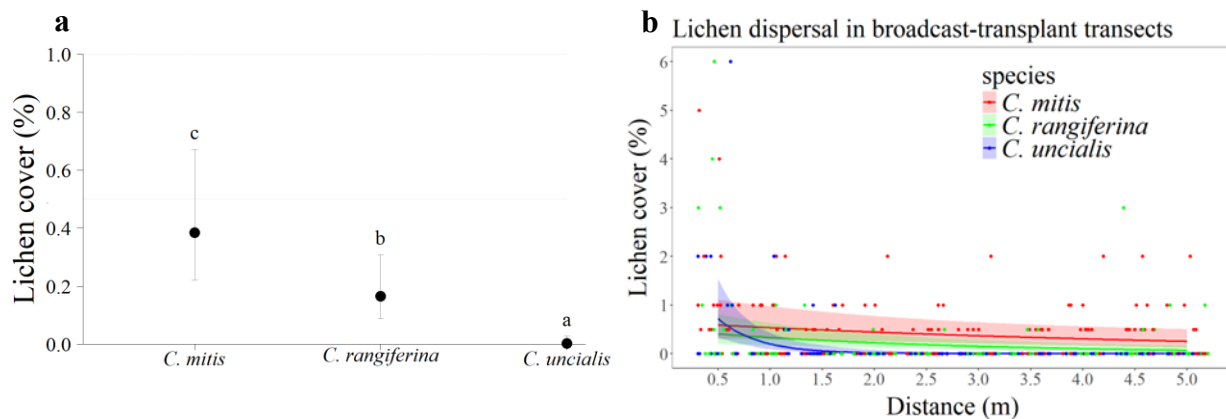 a
1.0
0.8
0.6
0.4
0.2
0.0
Lichen cover (%)
c
b
a
C. mitis
C. rangiferina
C. uncialis
b
Lichen dispersal in broadcast-transplant transects
species
C. mitis
C. rangiferina
C. uncialis
Lichen cover (%)
6
5
4
3
2
1
0
0.5 1.0 1.5 2.0 2.5 3.0 3.5 4.0 4.5 5.0
Distance (m)